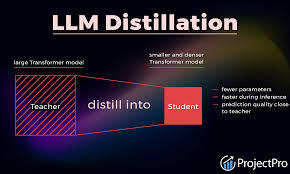 LLM Distillation
large Transformer model
smaller and denser
Transformer model
Teacher
distill into
Student
fewer parameters
faster during inference
prediction quality close
to teacher
ProjectPro